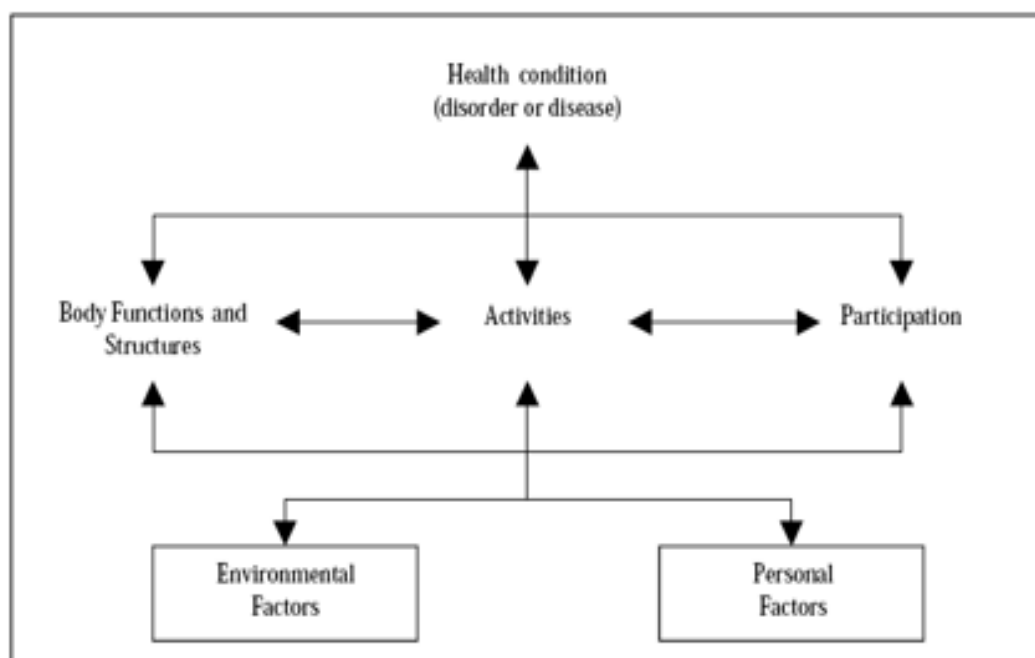 Health condition
(disorder or disease)
Body Functions and
Structures
Activities
Participation
Environmental
Factors
Personal
Factors